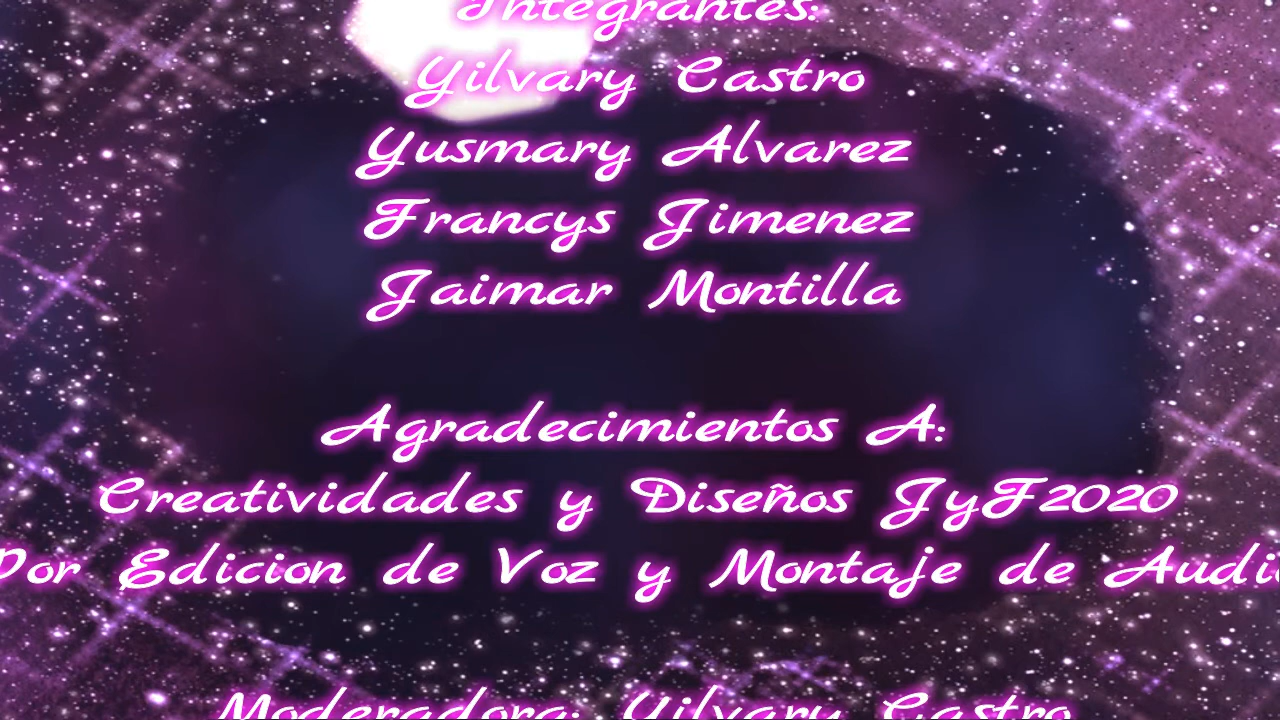 Integrantes:
Yilvary Castro
Yusmary Alvarez
Francys Jimenez
Jaimar Montilla
Agradecimientos A:
Creatividades y Diseños JyF2020
Por Edicion de Voz y Montaje de Audio
Moderadora: Yilvary Castro